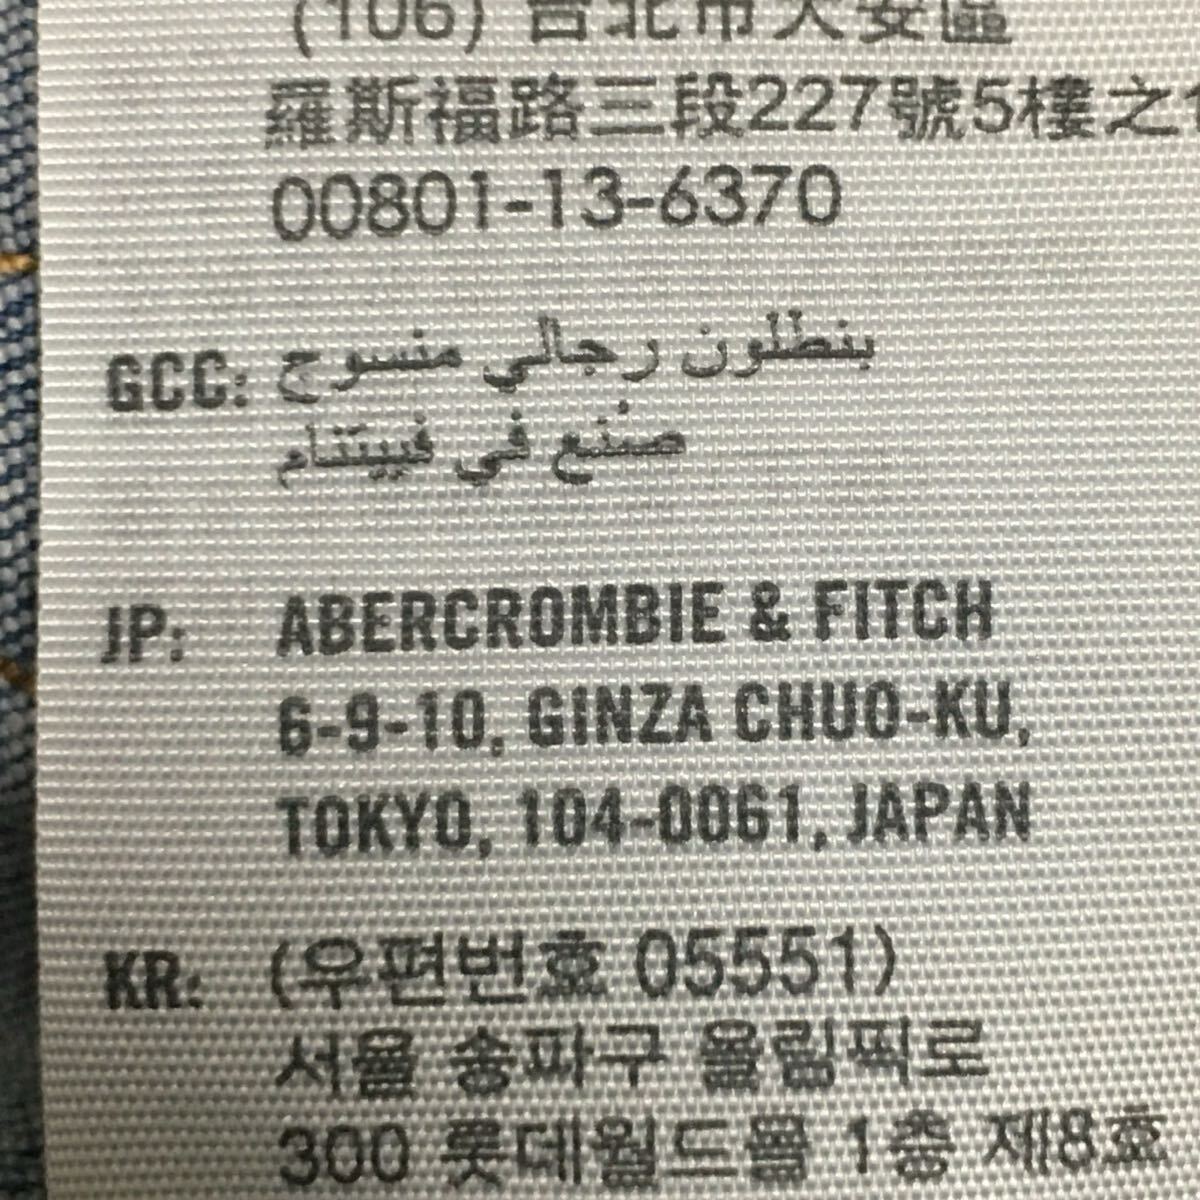 (106) 台北市大安區
羅斯福路三段227號5樓之
00801-13-6370
GCC: بنطلون رجالي منسوج
صُنع في فييتنام
JP: ABERCROMBIE & FITCH
6-9-10, GINZA CHUO-KU,
TOKYO, 104-0061, JAPAN
KR: (우편번호 05551)
서울 송파구 올림픽로
300 롯데월드몰 1층 제8호